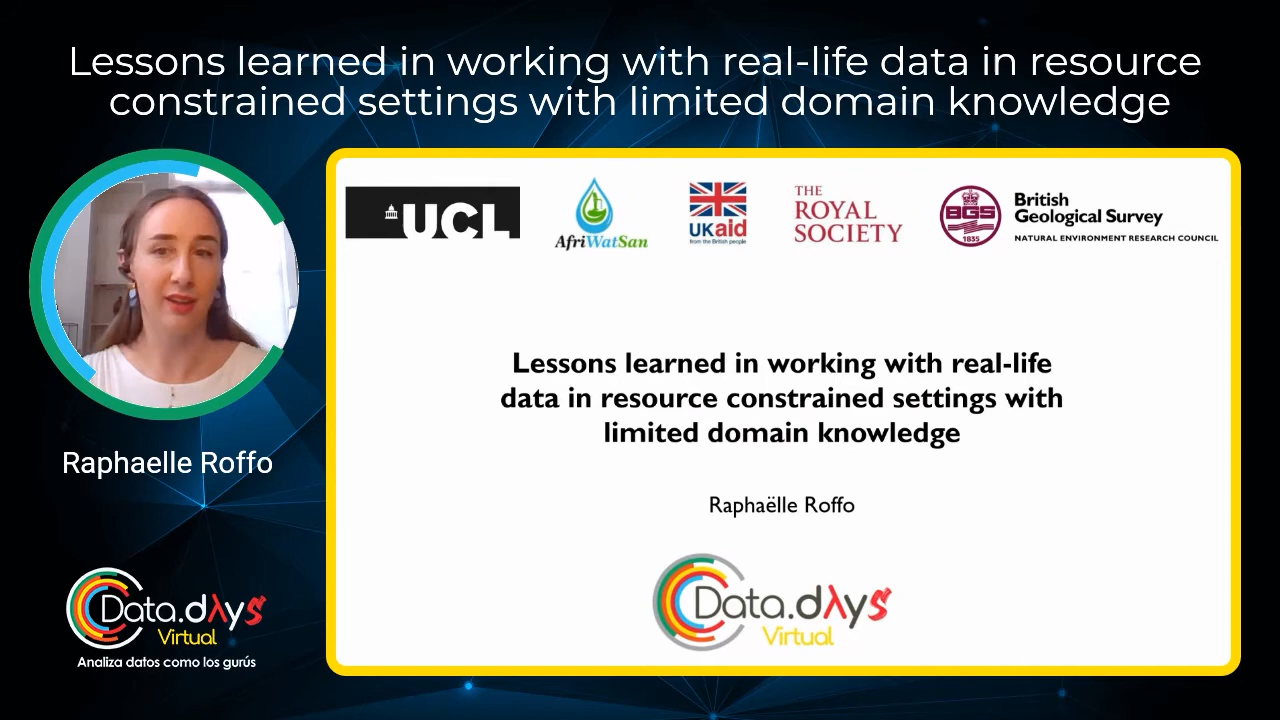 Lessons learned in working with real-life data in resource
constrained settings with limited domain knowledge
UCL
AfriWatSan
UKaid
from the British people
THE
ROYAL
SOCIETY
BGS
1835
British
Geological Survey
NATURAL ENVIRONMENT RESEARCH COUNCIL
Lessons learned in working with real-life
data in resource constrained settings with
limited domain knowledge
Raphaëlle Roffo
Data.dλys
Virtual
Raphaelle Roffo
Data.dλys
Virtual
Analiza datos como los gurús